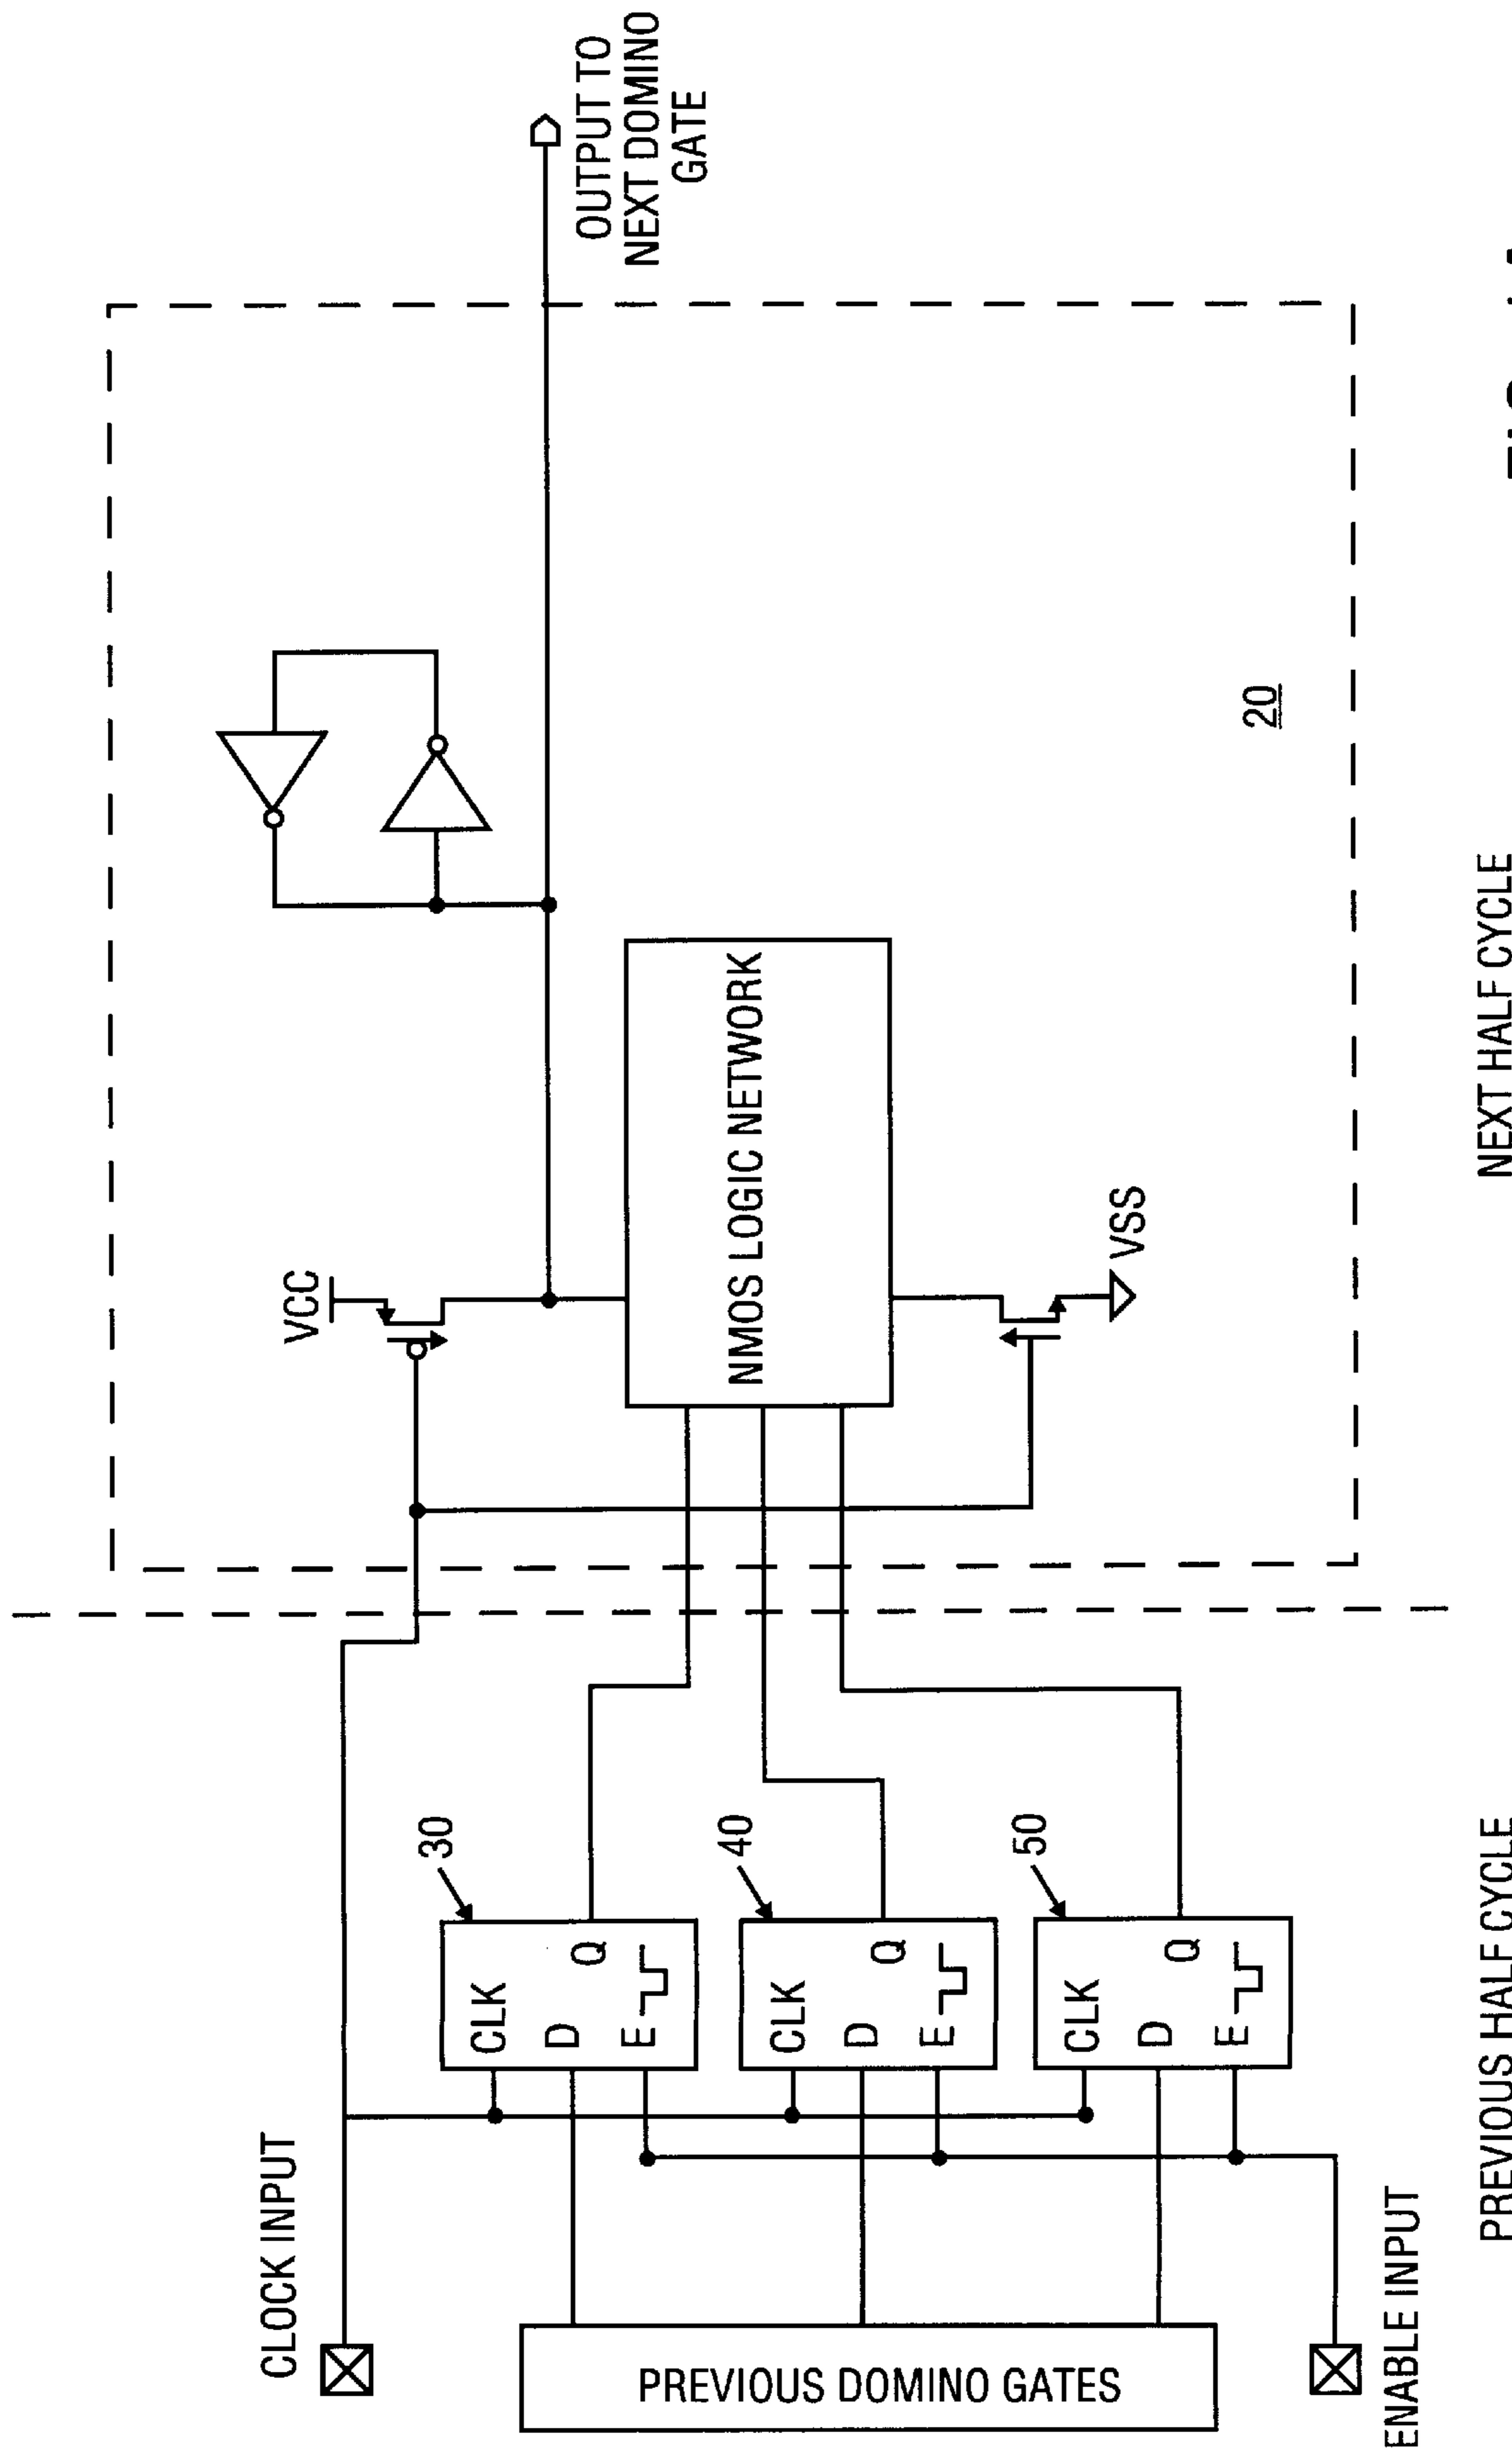 CLOCK INPUT
PREVIOUS DOMINO GATES
ENABLE INPUT
CLK
D
E
Q
30
CLK
D
E
Q
40
CLK
D
E
Q
50
PREVIOUS HALF CYCLE
VCC
NMOS LOGIC NETWORK
VSS
20
NEXT HALF CYCLE
OUTPUT TO
NEXT DOMINO
GATE